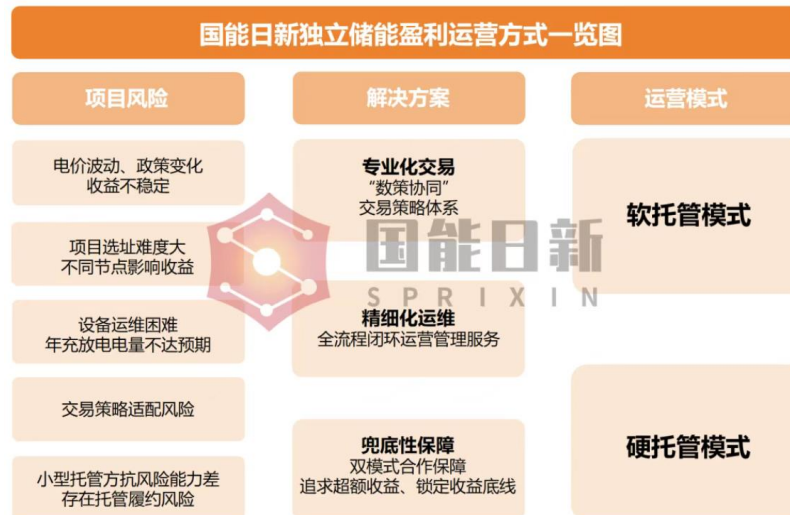 国能日新独立储能盈利运营方式一览图
项目风险
解决方案
运营模式
电价波动、政策变化
收益不稳定
项目选址难度大
不同节点影响收益
设备运维困难
年充放电电量不达预期
交易策略适配风险
小型托管方抗风险能力差
存在托管履约风险
专业化交易
“数策协同”
交易策略体系
精细化运维
全流程闭环运营管理服务
兜底性保障
双模式合作保障
追求超额收益、锁定收益底线
软托管模式
硬托管模式
国能日新
SPRIXIN